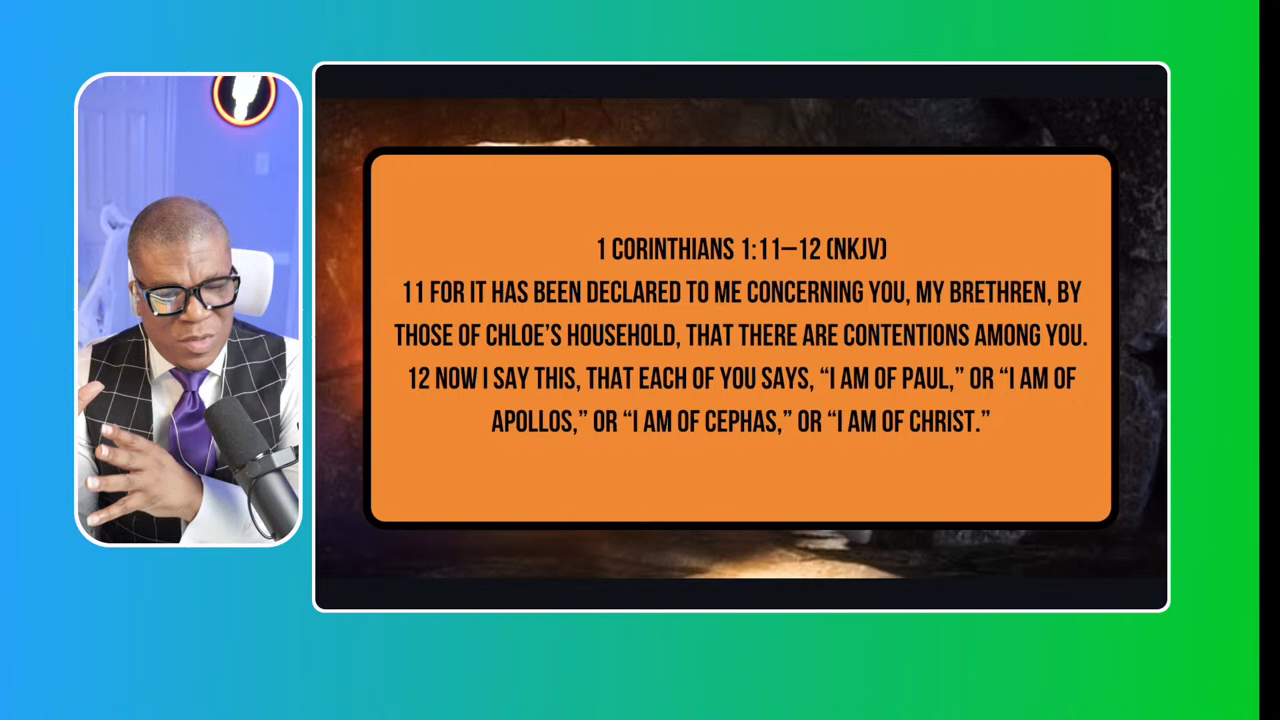 1 CORINTHIANS 1:11–12 (NKJV)
11 FOR IT HAS BEEN DECLARED TO ME CONCERNING YOU, MY BRETHREN, BY
THOSE OF CHLOE’S HOUSEHOLD, THAT THERE ARE CONTENTIONS AMONG YOU.
12 NOW I SAY THIS, THAT EACH OF YOU SAYS, “I AM OF PAUL,” OR “I AM OF
APOLLOS,” OR “I AM OF CEPHAS,” OR “I AM OF CHRIST.”